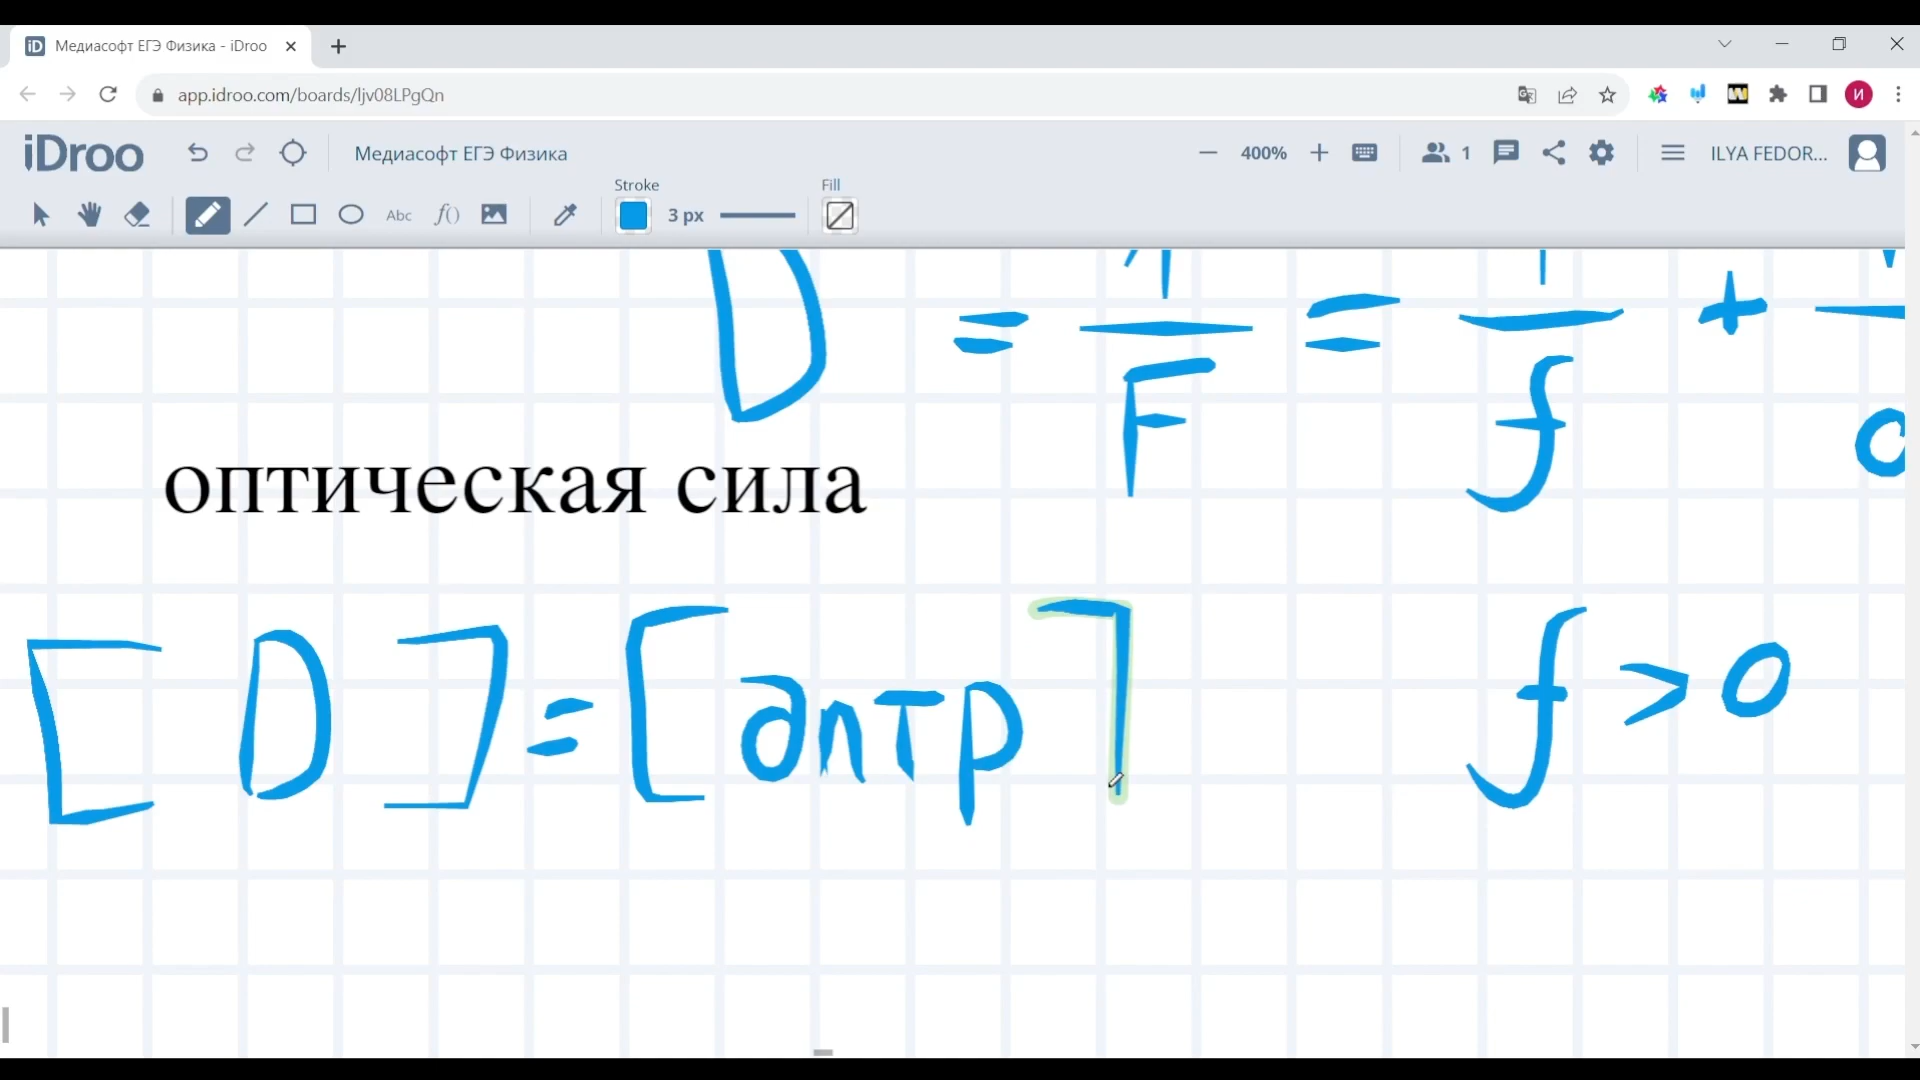 Медиасофт ЕГЭ Физика - iDroo
app.idroo.com/boards/ljv08LPgQn
И
iDroo
Медиасофт ЕГЭ Физика
400%
1
ILYA FEDOR...
Stroke
Fill
Abc
f()
3 px
D = 1/F = 1/f +
оптическая сила
[ D ] = [ дптр ]
f > 0